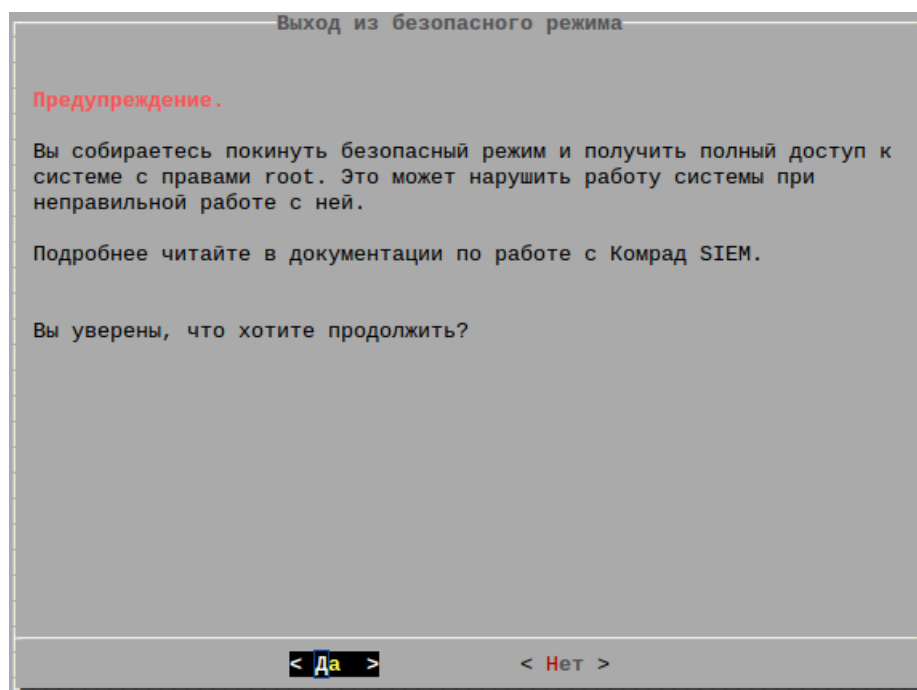 Выход из безопасного режима
Предупреждение.
Вы собираетесь покинуть безопасный режим и получить полный доступ к
системе с правами root. Это может нарушить работу системы при
неправильной работе с ней.
Подробнее читайте в документации по работе с Комрад SIEM.
Вы уверены, что хотите продолжить?
< Да > < Нет >